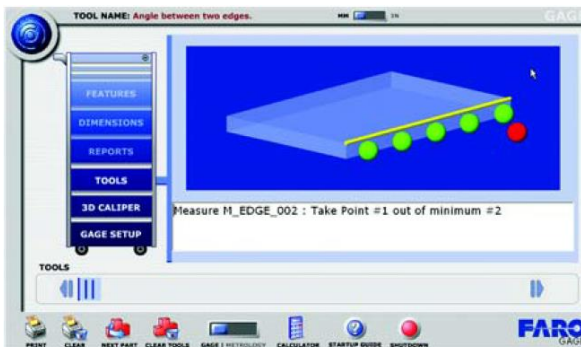 TOOL NAME: Angle between two edges.
MM IN
GAGE
FEATURES
DIMENSIONS
REPORTS
TOOLS
3D CALIPER
GAGE SETUP
Measure M_EDGE_002 : Take Point #1 out of minimum #2
TOOLS
PRINT CLEAR NEXT PART CLEAR TOOLS GAGE | METROLOGY CALCULATOR STARTUP GUIDE SHUTDOWN
FARO
GAGE